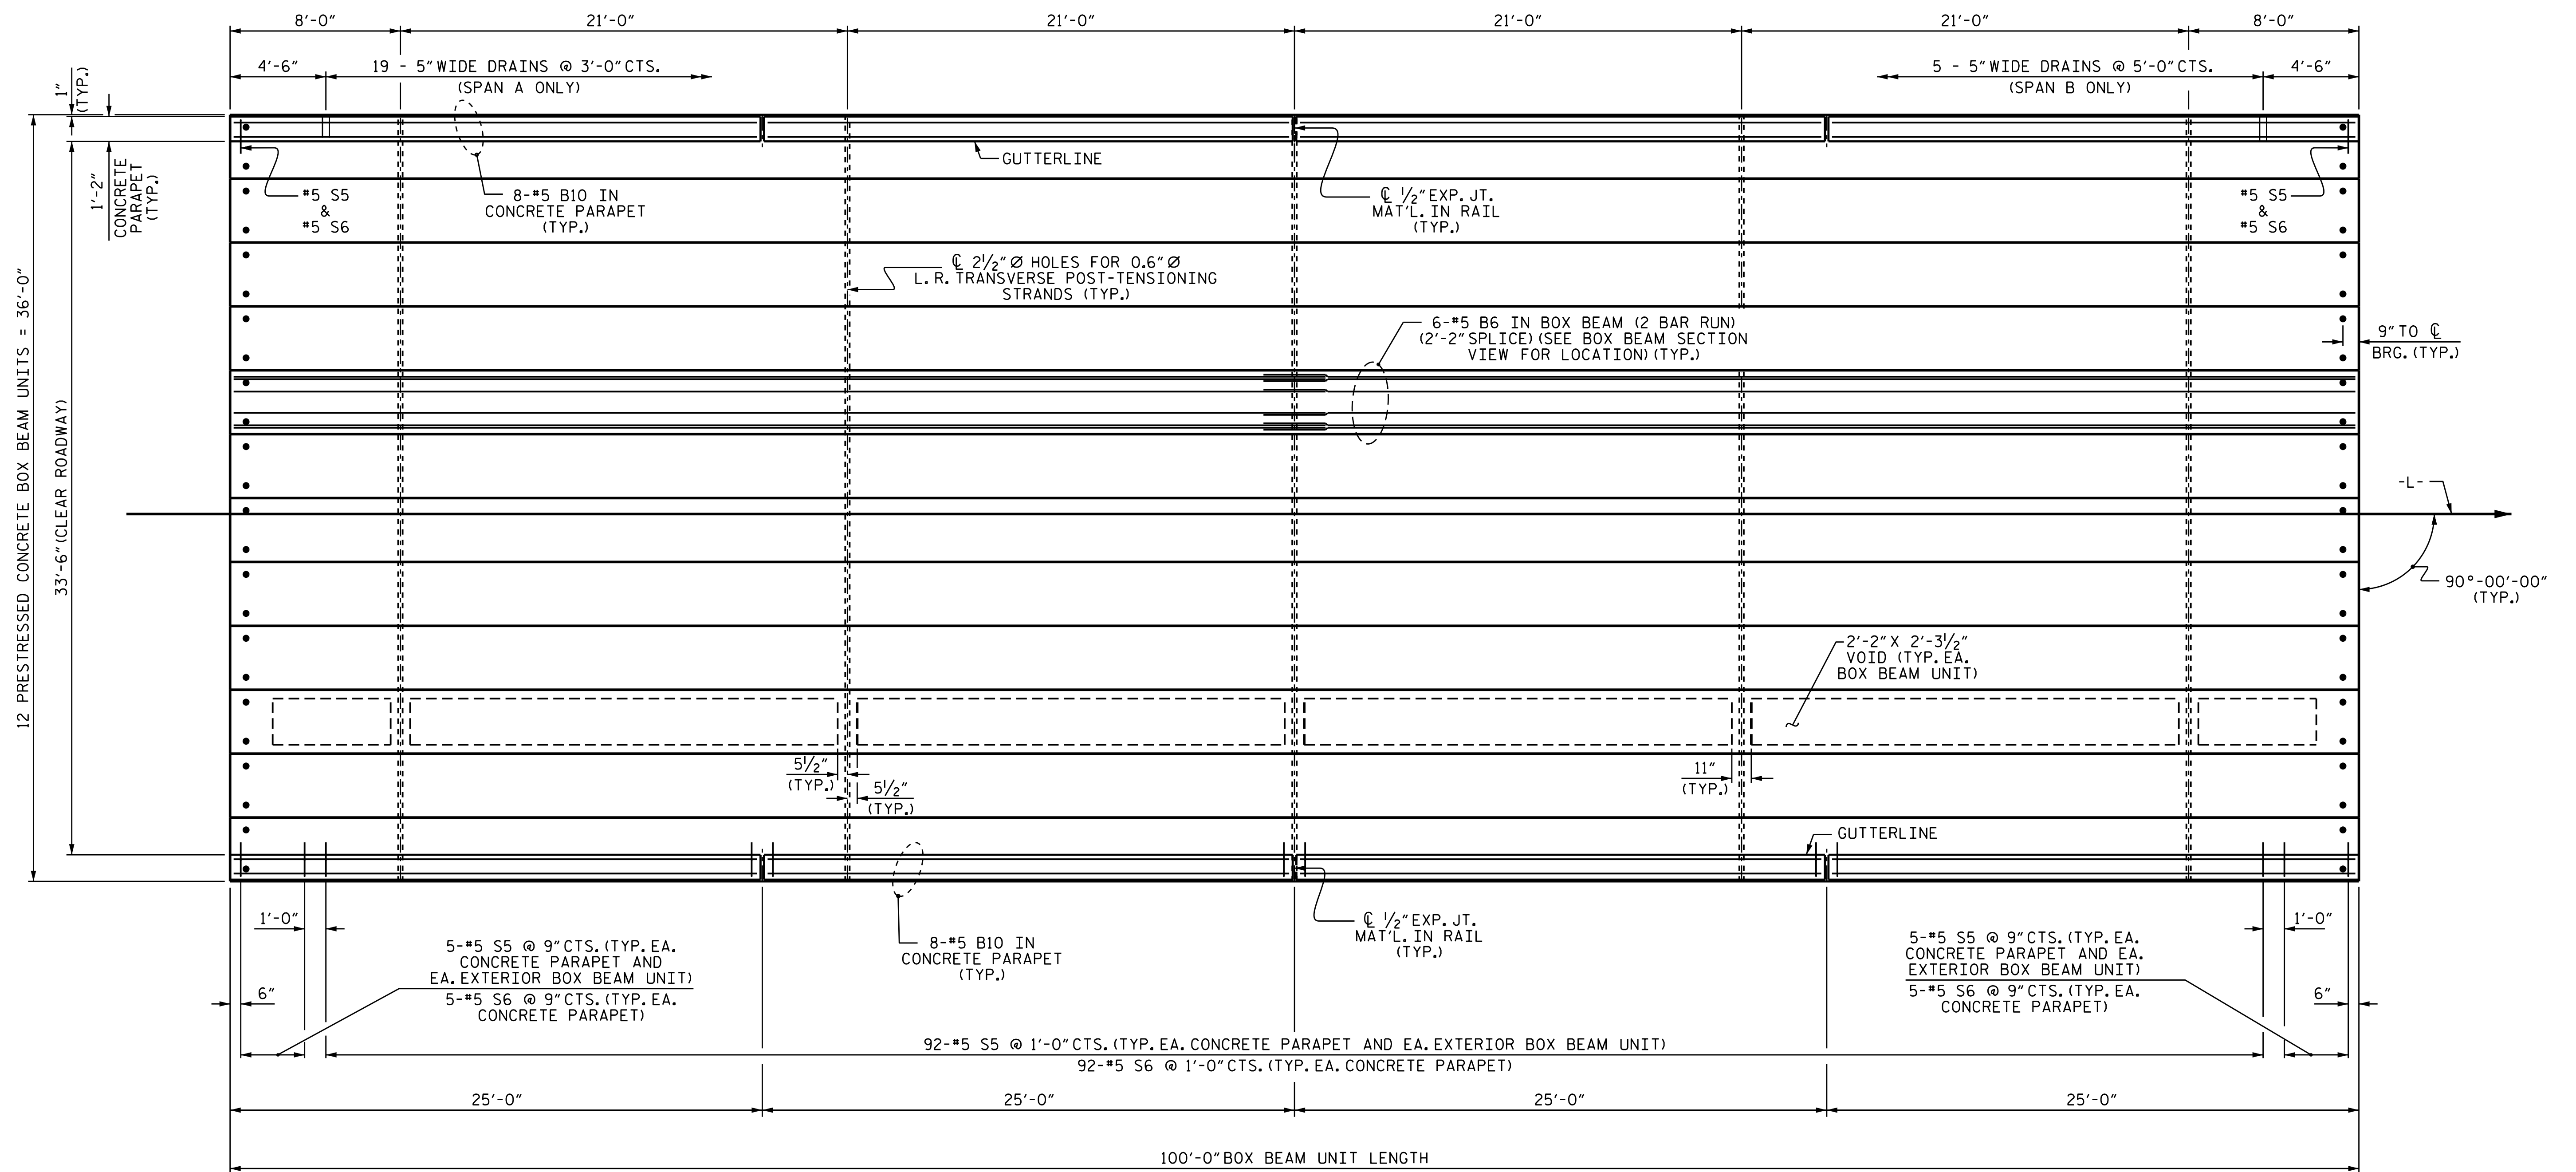 8'-0" 21'-0" 21'-0" 21'-0" 21'-0" 8'-0"
4'-6" 19 - 5" WIDE DRAINS @ 3'-0" CTS.
(SPAN A ONLY)
5 - 5" WIDE DRAINS @ 5'-0" CTS. 4'-6"
(SPAN B ONLY)
1"
(TYP.)
1'-2"
CONCRETE
PARAPET
(TYP.)
12 PRESTRESSED CONCRETE BOX BEAM UNITS = 36'-0"
33'-6" (CLEAR ROADWAY)
#5 S5
&
#5 S6
8-#5 B10 IN
CONCRETE PARAPET
(TYP.)
GUTTERLINE
℄ 1/2" EXP. JT.
MAT'L. IN RAIL
(TYP.)
#5 S5
&
#5 S6
℄ 2 1/2" Ø HOLES FOR 0.6" Ø
L. R. TRANSVERSE POST-TENSIONING
STRANDS (TYP.)
6-#5 B6 IN BOX BEAM (2 BAR RUN)
(2'-2" SPLICE) (SEE BOX BEAM SECTION
VIEW FOR LOCATION) (TYP.)
9" TO ℄
BRG. (TYP.)
-L-
90°-00'-00"
(TYP.)
2'-2" X 2'-3 1/2"
VOID (TYP. EA.
BOX BEAM UNIT)
5 1/2"
(TYP.)
5 1/2"
(TYP.)
11"
(TYP.)
GUTTERLINE
1'-0"
5-#5 S5 @ 9" CTS. (TYP. EA.
CONCRETE PARAPET AND
EA. EXTERIOR BOX BEAM UNIT)
5-#5 S6 @ 9" CTS. (TYP. EA.
CONCRETE PARAPET)
6"
8-#5 B10 IN
CONCRETE PARAPET
(TYP.)
℄ 1/2" EXP. JT.
MAT'L. IN RAIL
(TYP.)
5-#5 S5 @ 9" CTS. (TYP. EA.
CONCRETE PARAPET AND EA.
EXTERIOR BOX BEAM UNIT)
5-#5 S6 @ 9" CTS. (TYP. EA.
CONCRETE PARAPET)
1'-0"
6"
92-#5 S5 @ 1'-0" CTS. (TYP. EA. CONCRETE PARAPET AND EA. EXTERIOR BOX BEAM UNIT)
92-#5 S6 @ 1'-0" CTS. (TYP. EA. CONCRETE PARAPET)
25'-0" 25'-0" 25'-0" 25'-0"
100'-0" BOX BEAM UNIT LENGTH